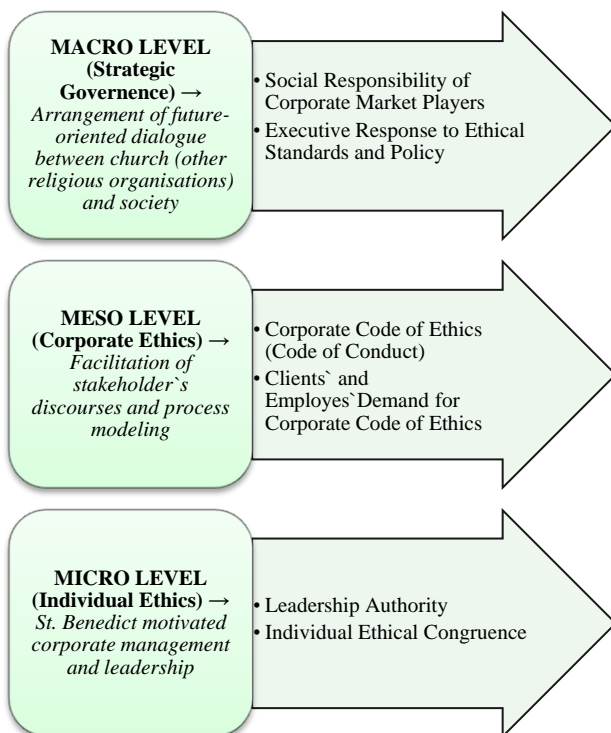 MACRO LEVEL
(Strategic
Governence) →
Arrangement of future-
oriented dialogue
between church (other
religious organisations)
and society
• Social Responsibility of
Corporate Market Players
• Executive Response to Ethical
Standards and Policy
MESO LEVEL
(Corporate Ethics) →
Facilitation of
stakeholder`s
discourses and process
modeling
• Corporate Code of Ethics
(Code of Conduct)
• Clients` and
Employes`Demand for
Corporate Code of Ethics
MICRO LEVEL
(Individual Ethics) →
St. Benedict motivated
corporate management
and leadership
• Leadership Authority
• Individual Ethical Congruence